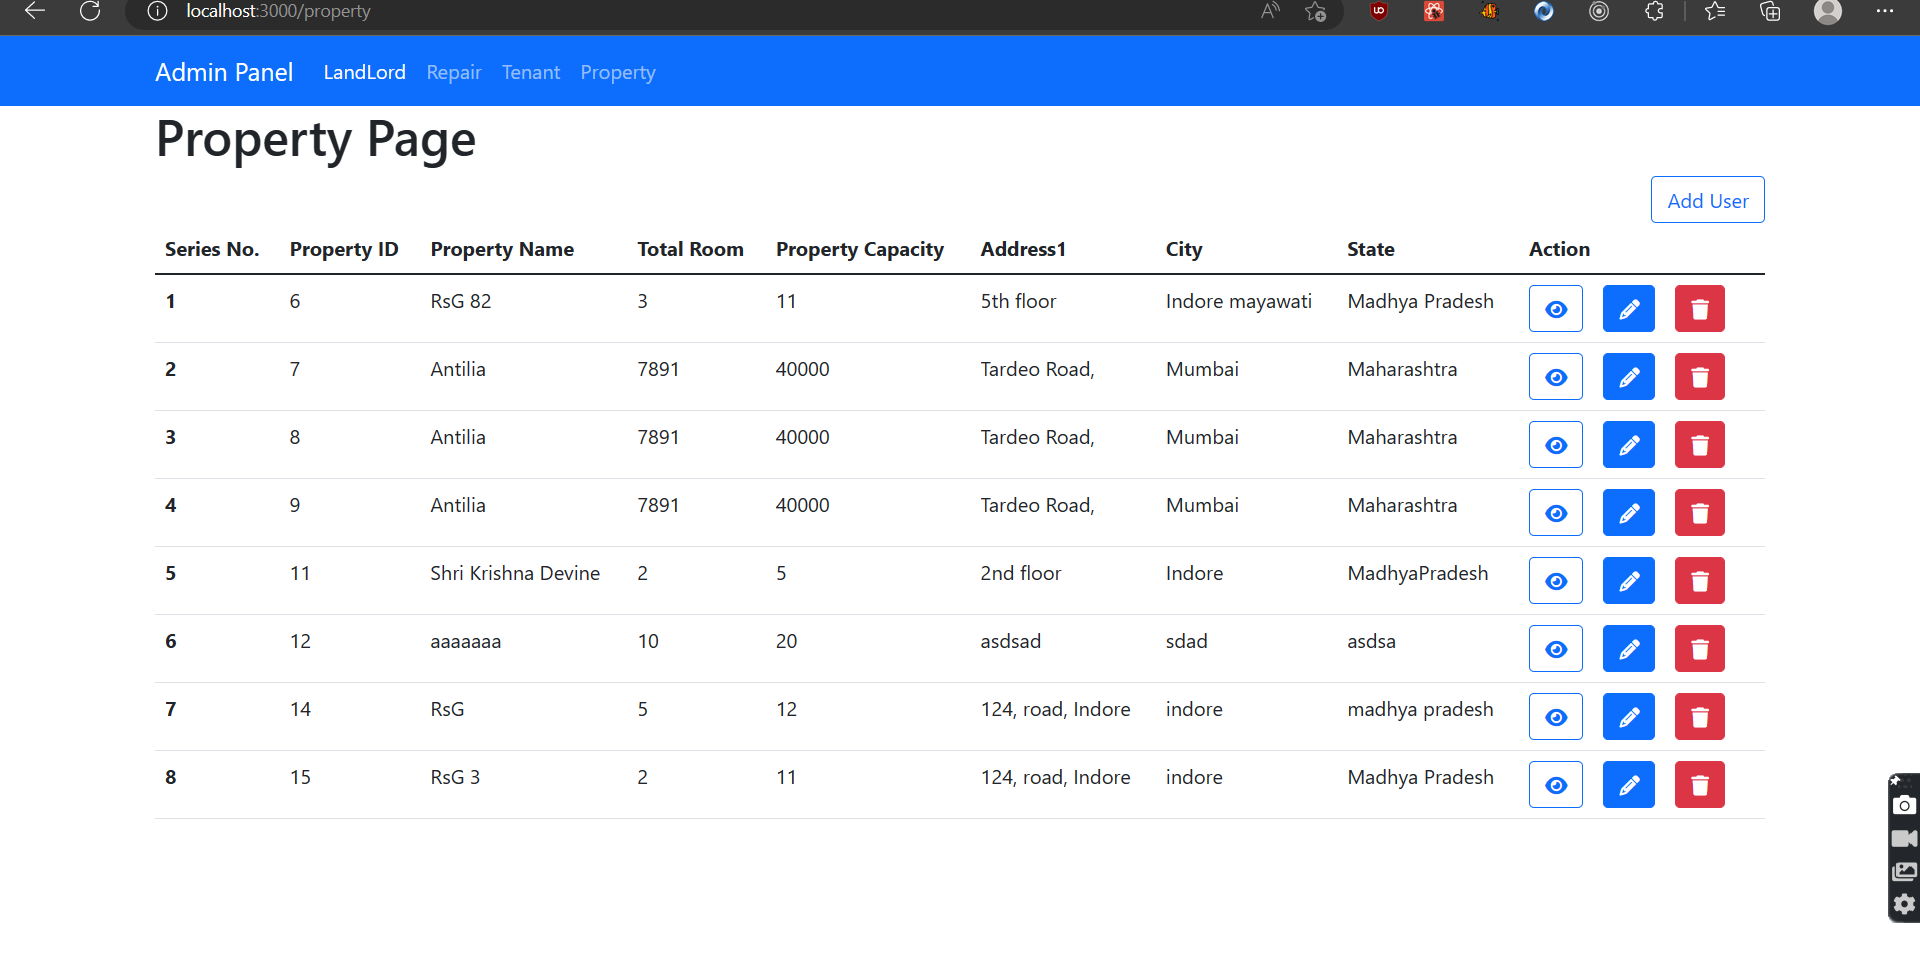 localhost:3000/property
Admin Panel LandLord Repair Tenant Property
Property Page
Add User
Series No. Property ID Property Name Total Room Property Capacity Address1 City State Action
1 6 RsG 82 3 11 5th floor Indore mayawati Madhya Pradesh
2 7 Antilia 7891 40000 Tardeo Road, Mumbai Maharashtra
3 8 Antilia 7891 40000 Tardeo Road, Mumbai Maharashtra
4 9 Antilia 7891 40000 Tardeo Road, Mumbai Maharashtra
5 11 Shri Krishna Devine 2 5 2nd floor Indore MadhyaPradesh
6 12 aaaaaaa 10 20 asdsad sdad asdsa
7 14 RsG 5 12 124, road, Indore indore madhya pradesh
8 15 RsG 3 2 11 124, road, Indore indore Madhya Pradesh